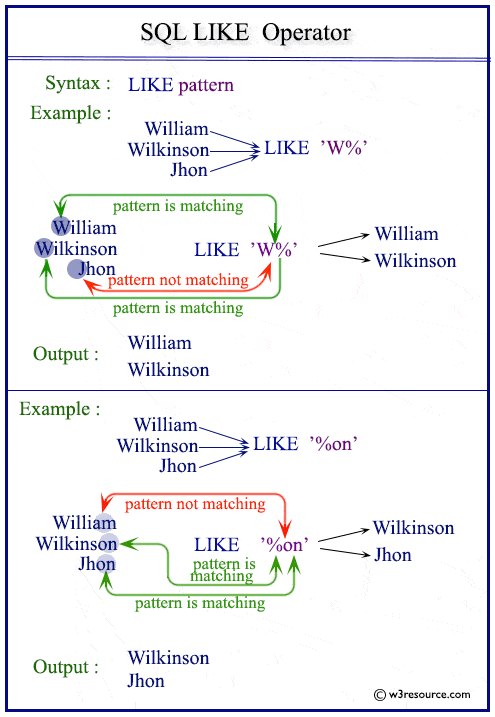 SQL LIKE  Operator
Syntax : LIKE pattern
Example :
William
Wilkinson
Jhon
LIKE ’W%’
pattern is matching
William
Wilkinson
Jhon
LIKE ’W%’
William
Wilkinson
pattern not matching
pattern is matching
Output :
William
Wilkinson
Example :
William
Wilkinson
Jhon
LIKE ’%on’
pattern not matching
William
Wilkinson
Jhon
LIKE ’%on’
Wilkinson
Jhon
pattern is
matching
pattern is matching
Output :
Wilkinson
Jhon
© w3resource.com